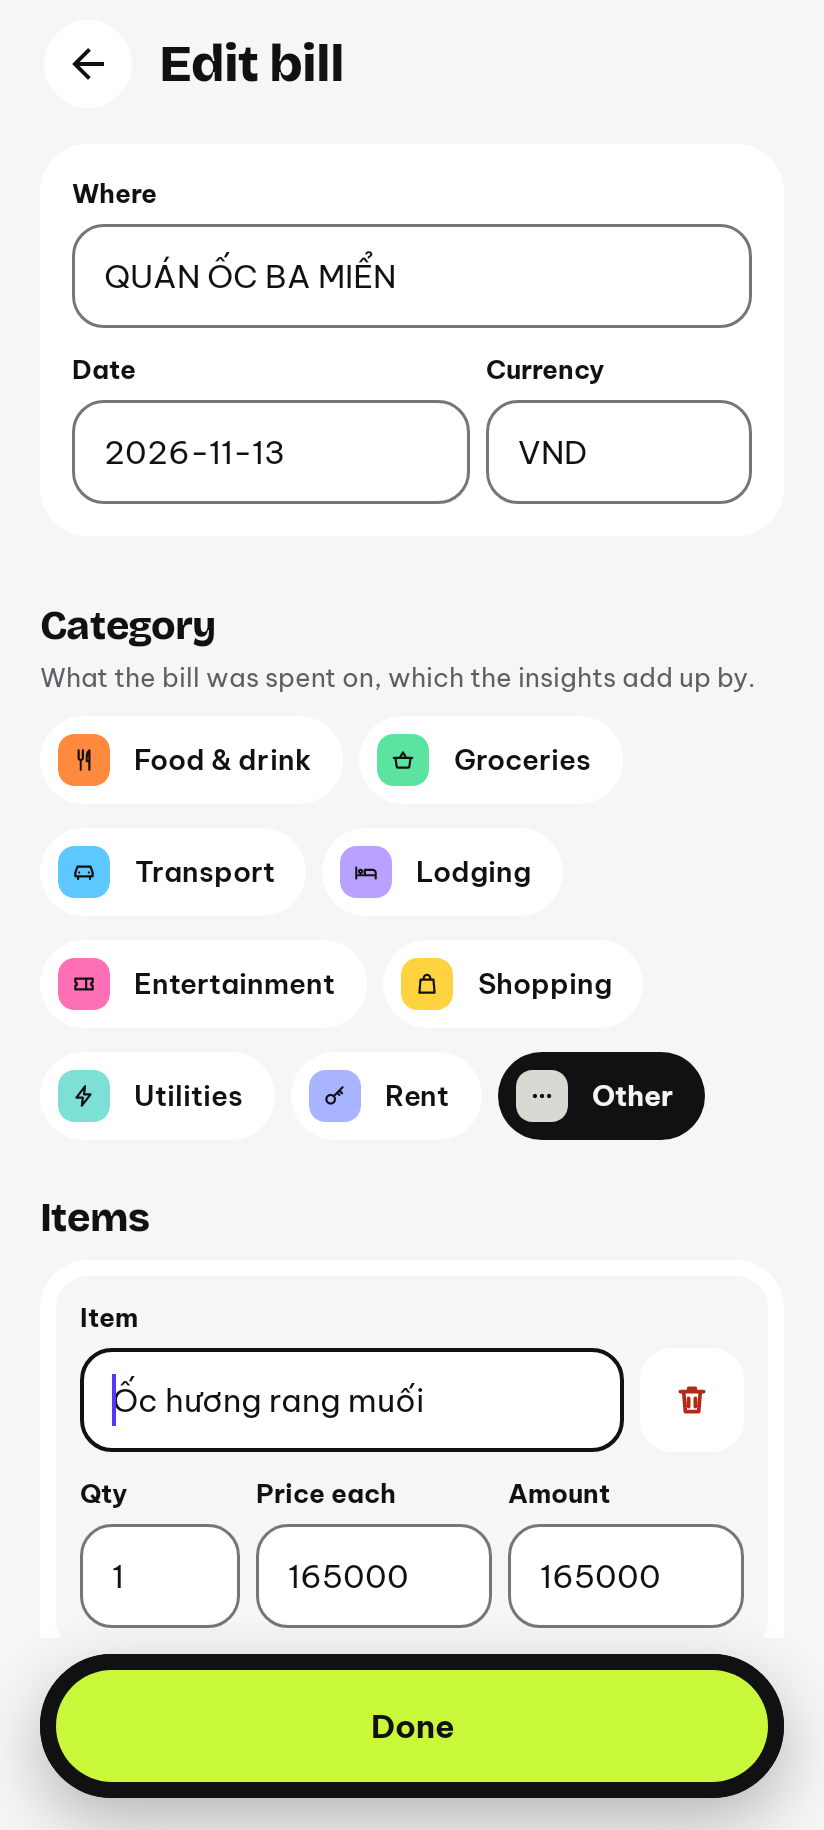 Edit bill
Where
QUÁN ỐC BA MIỂN
Date
Currency
2026-11-13
VND
Category
What the bill was spent on, which the insights add up by.
Food & drink
Groceries
Transport
Lodging
Entertainment
Shopping
Utilities
Rent
Other
Items
Item
Ốc hương rang muối
Qty
Price each
Amount
1
165000
165000
Done